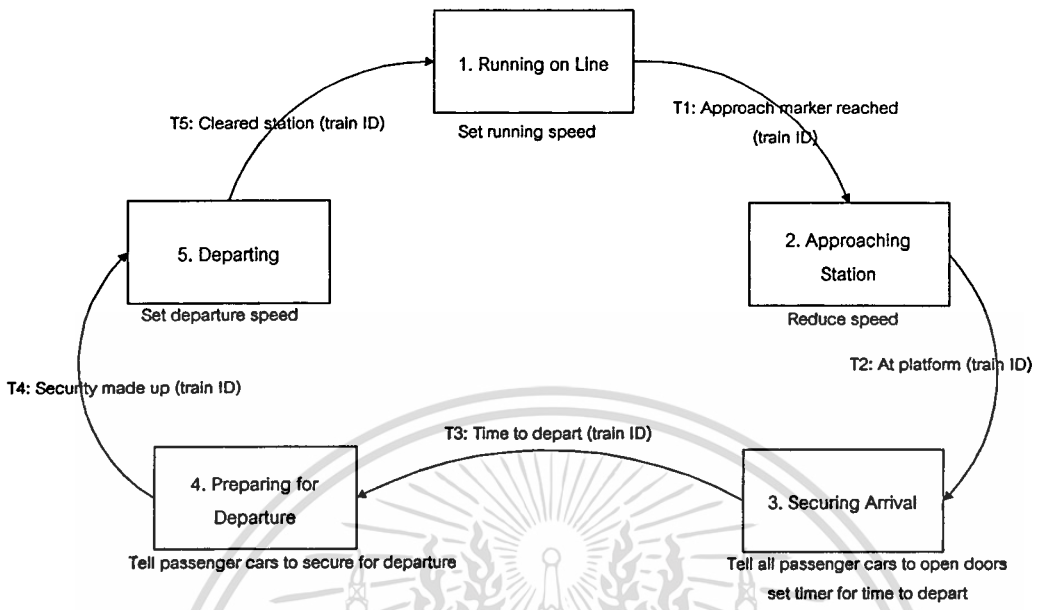 1. Running on Line
Set running speed
T1: Approach marker reached
(train ID)
2. Approaching
Station
Reduce speed
T2: At platform (train ID)
3. Securing Arrival
Tell all passenger cars to open doors
set timer for time to depart
T3: Time to depart (train ID)
4. Preparing for
Departure
Tell passenger cars to secure for departure
T4: Security made up (train ID)
5. Departing
Set departure speed
T5: Cleared station (train ID)